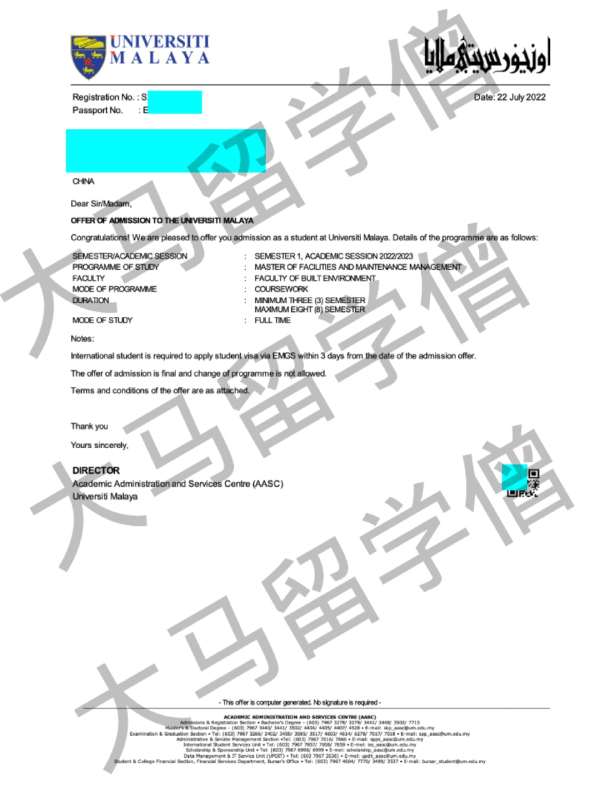 UNIVERSITI
MALAYA
اونيۏرسيتي ملايا
Registration No. : S
Date: 22 July 2022
Passport No. : E
CHINA
Dear Sir/Madam,
OFFER OF ADMISSION TO THE UNIVERSITI MALAYA
Congratulations! We are pleased to offer you admission as a student at Universiti Malaya. Details of the programme are as follows:
SEMESTER/ACADEMIC SESSION : SEMESTER 1, ACADEMIC SESSION 2022/2023
PROGRAMME OF STUDY : MASTER OF FACILITIES AND MAINTENANCE MANAGEMENT
FACULTY : FACULTY OF BUILT ENVIRONMENT
MODE OF PROGRAMME : COURSEWORK
DURATION : MINIMUM THREE (3) SEMESTER
MAXIMUM EIGHT (8) SEMESTER
MODE OF STUDY : FULL TIME
Notes:
International student is required to apply student visa via EMGS within 3 days from the date of the admission offer.
The offer of admission is final and change of programme is not allowed.
Terms and conditions of the offer are as attached.
Thank you
Yours sincerely,
DIRECTOR
Academic Administration and Services Centre (AASC)
Universiti Malaya
大马留学僧
大马留学僧
大马留学僧
大马留学僧
- This offer is computer generated. No signature is required -
ACADEMIC ADMINISTRATION AND SERVICES CENTRE (AASC)